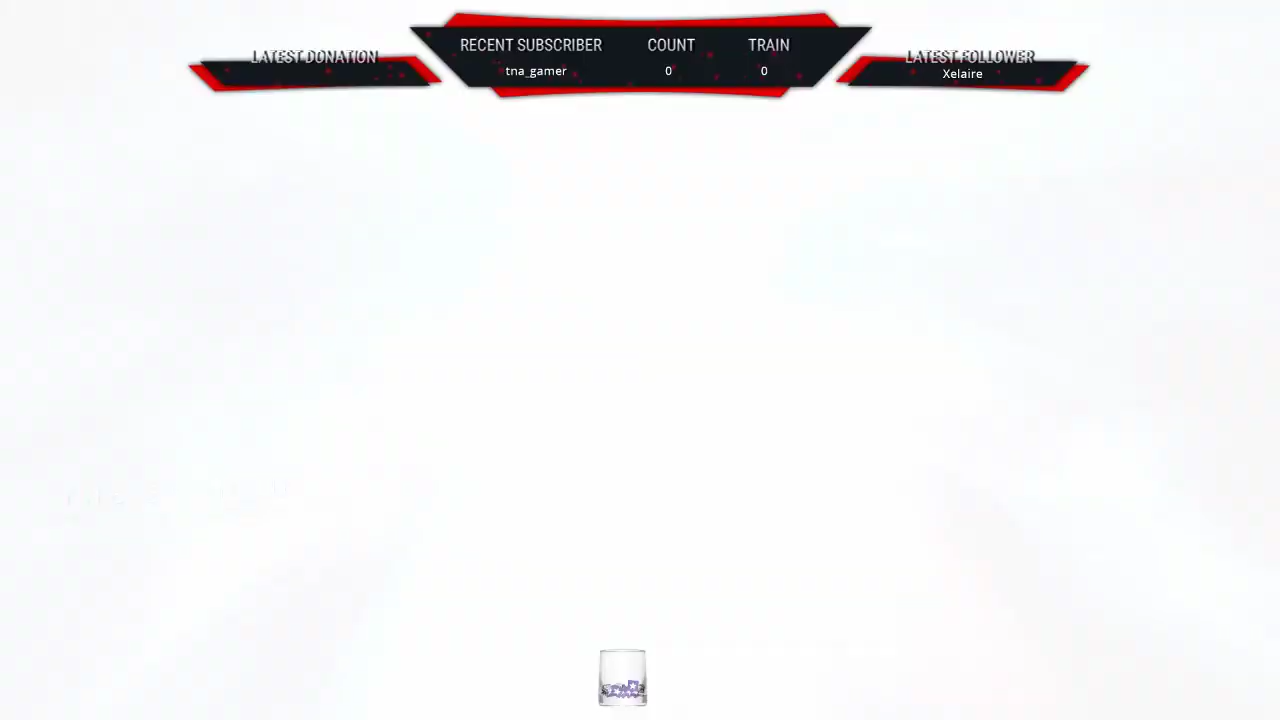 RECENT SUBSCRIBER COUNT TRAIN
tna_gamer 0 0
LATEST DONATION
LATEST FOLLOWER
Xelaire